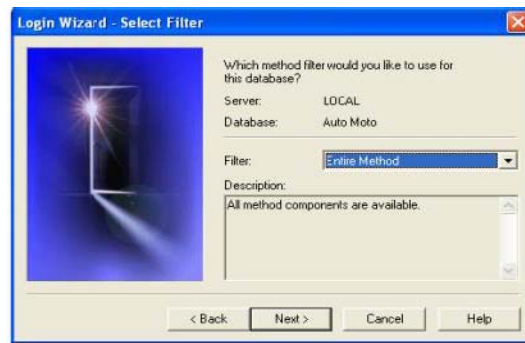 Login Wizard - Select Filter
Which method filter would you like to use for
this database?
Server: LOCAL
Database: Auto Moto
Filter: Entire Method
Description:
All method components are available.
< Back Next > Cancel Help